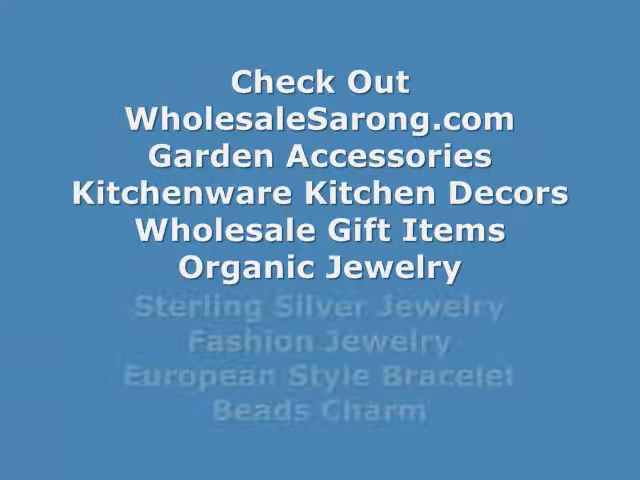 Check Out
WholesaleSarong.com
Garden Accessories
Kitchenware Kitchen Decors
Wholesale Gift Items
Organic Jewelry
Sterling Silver Jewelry
Fashion Jewelry
European Style Bracelet
Beads Charm